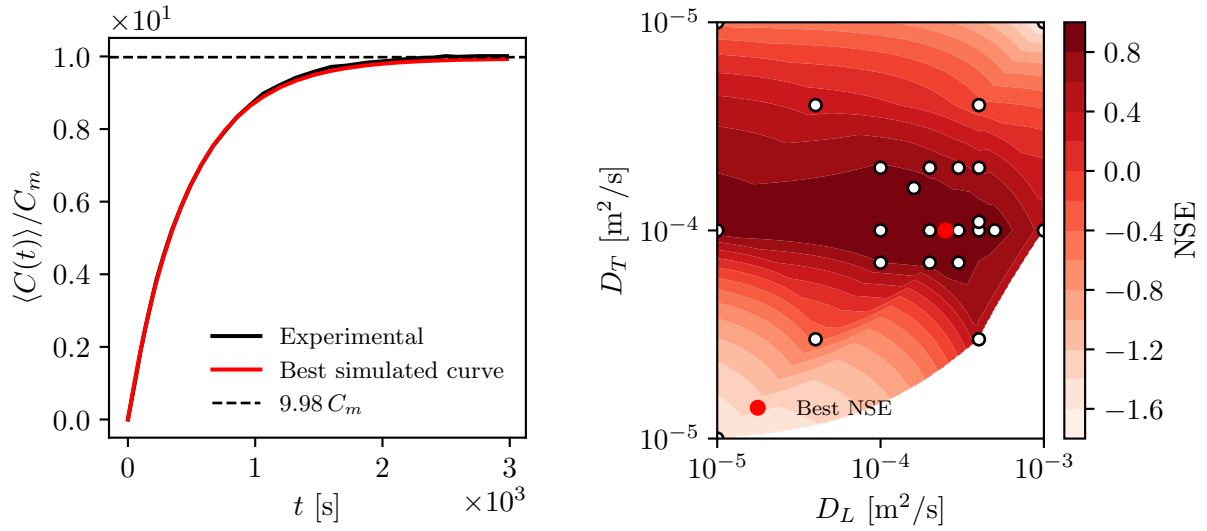 ×10¹
1.0
0.8
0.6
0.4
0.2
0.0
⟨C(t)⟩/C_m
Experimental
Best simulated curve
9.98 C_m
0
1
2
3
×10³
t [s]
10⁻⁵
10⁻⁴
10⁻⁵
D_T [m²/s]
Best NSE
10⁻⁵
10⁻⁴
10⁻³
D_L [m²/s]
0.8
0.4
0.0
−0.4
−0.8
−1.2
−1.6
NSE